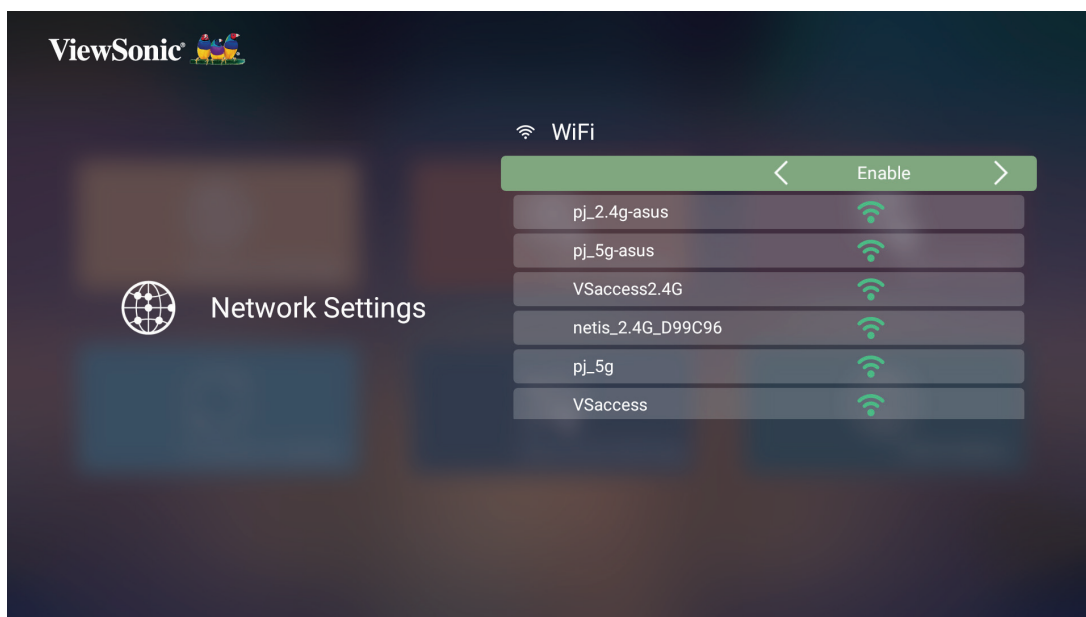 ViewSonic
WiFi
Enable
pj_2.4g-asus
pj_5g-asus
VSaccess2.4G
netis_2.4G_D99C96
pj_5g
VSaccess
Network Settings